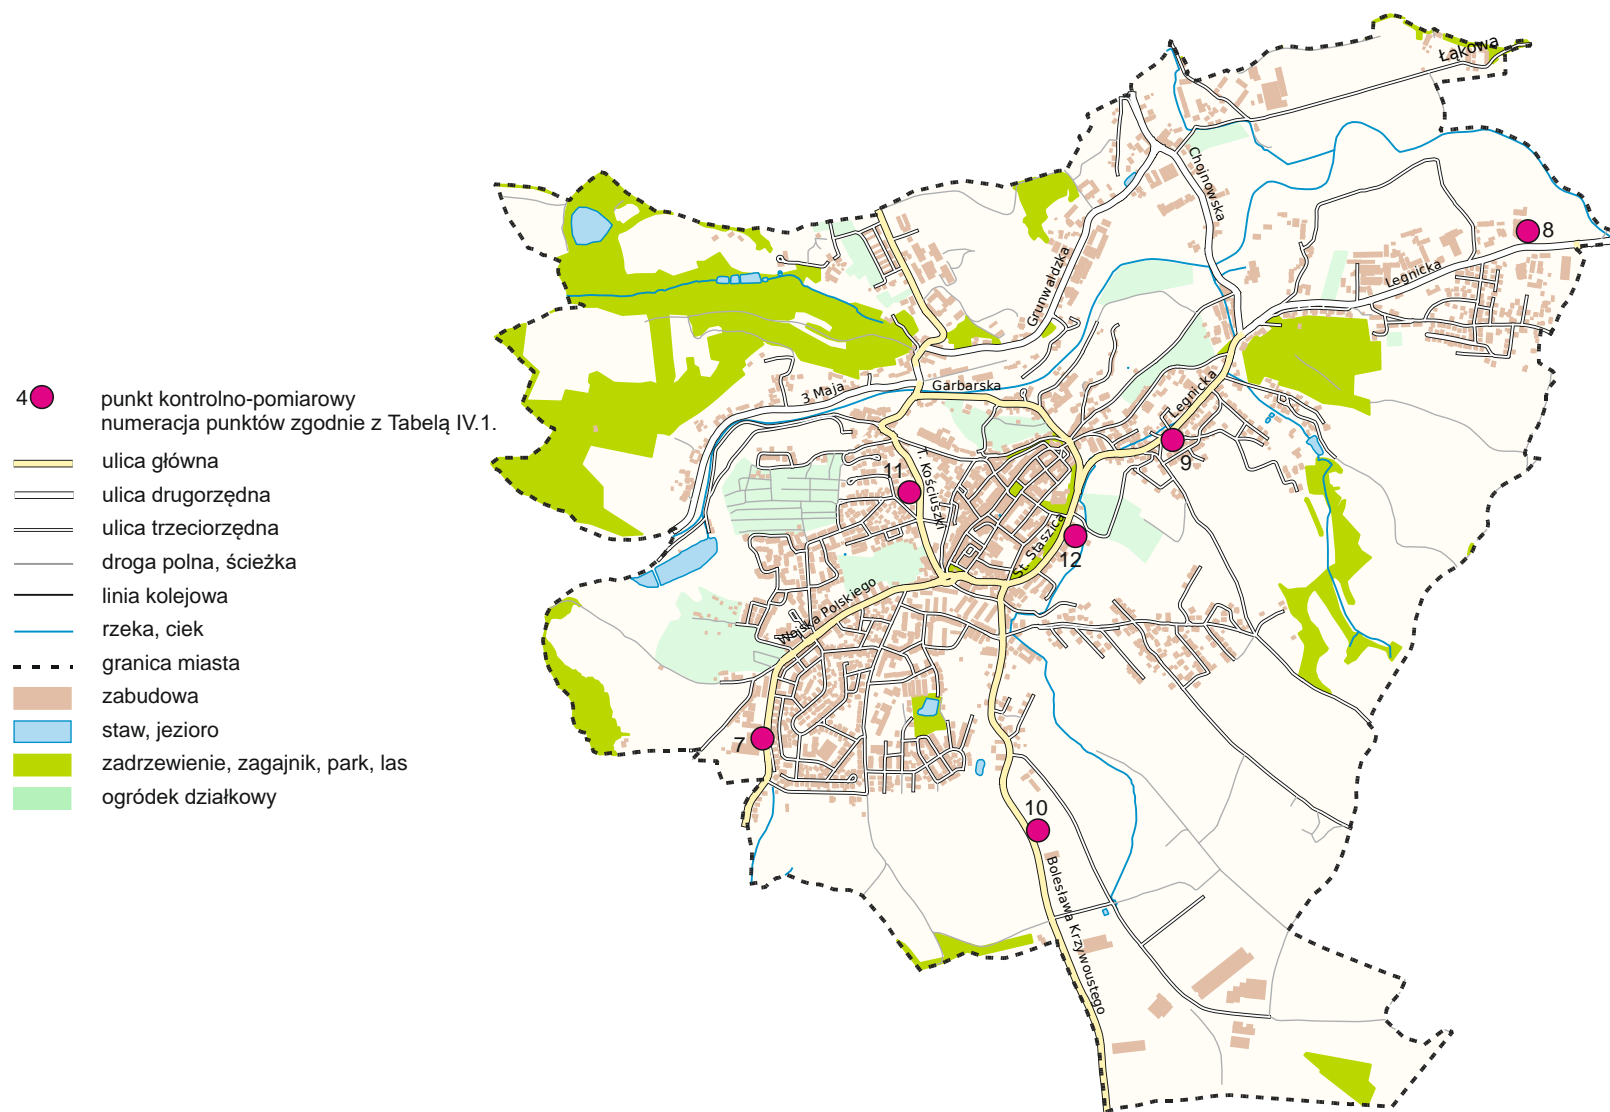 4
punkt kontrolno-pomiarowy
numeracja punktów zgodnie z Tabelą IV.1.
ulica główna
ulica drugorzędna
ulica trzeciorzędna
droga polna, ścieżka
linia kolejowa
rzeka, ciek
granica miasta
zabudowa
staw, jezioro
zadrzewienie, zagajnik, park, las
ogródek działkowy
Łąkowa
Chojnowska
8
Grunwaldzka
Legnicka
3 Maja
Garbarska
Legnicka
9
11
T. Kościuszki
St. Staszica
12
Wojska Polskiego
7
10
Bolesława Krzywoustego